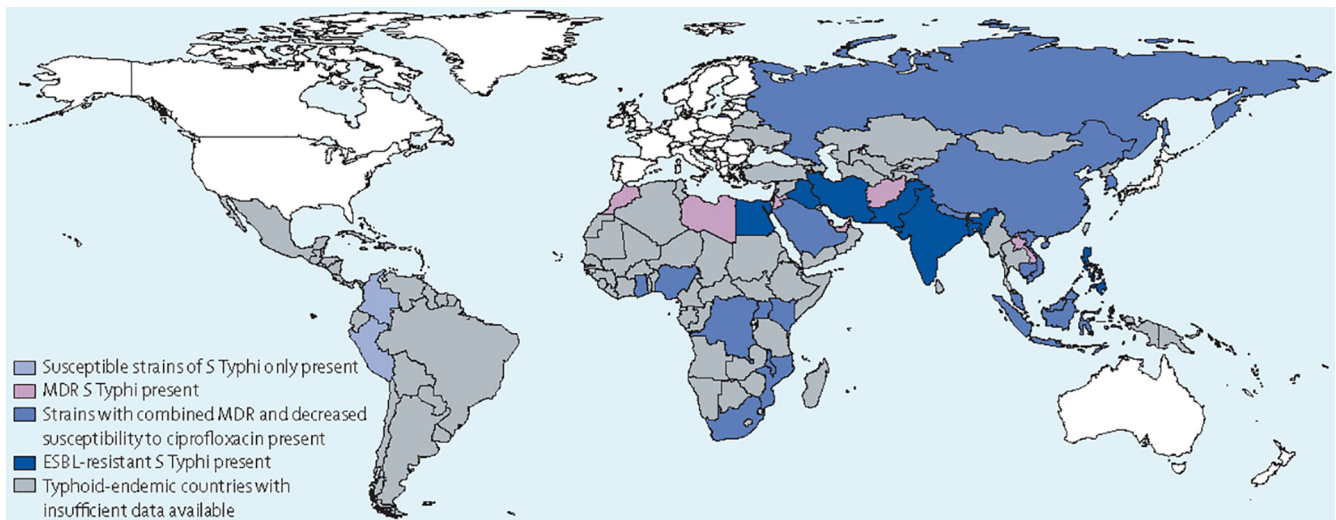 Susceptible strains of S Typhi only present
MDR S Typhi present
Strains with combined MDR and decreased
susceptibility to ciprofloxacin present
ESBL-resistant S Typhi present
Typhoid-endemic countries with
insufficient data available